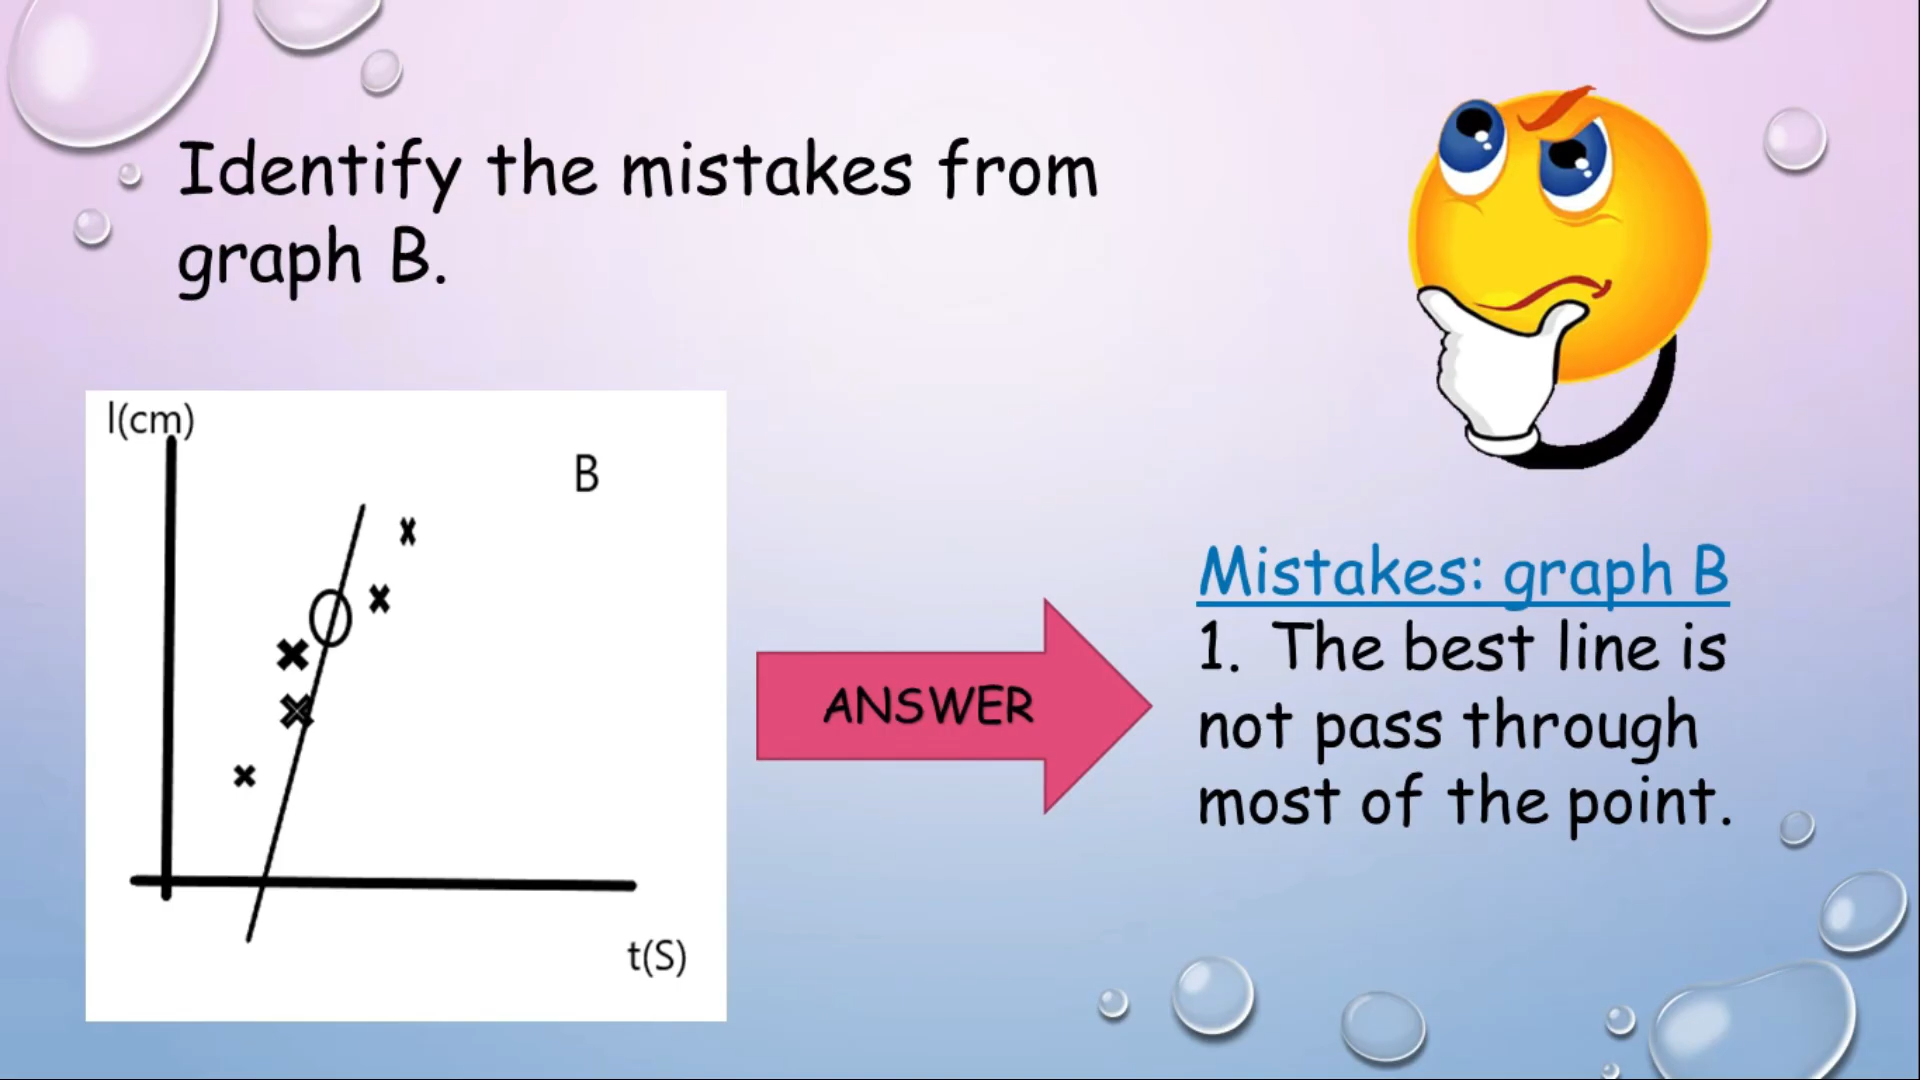 Identify the mistakes from
graph B.
l(cm)
B
t(S)
ANSWER
Mistakes: graph B
1. The best line is
not pass through
most of the point.